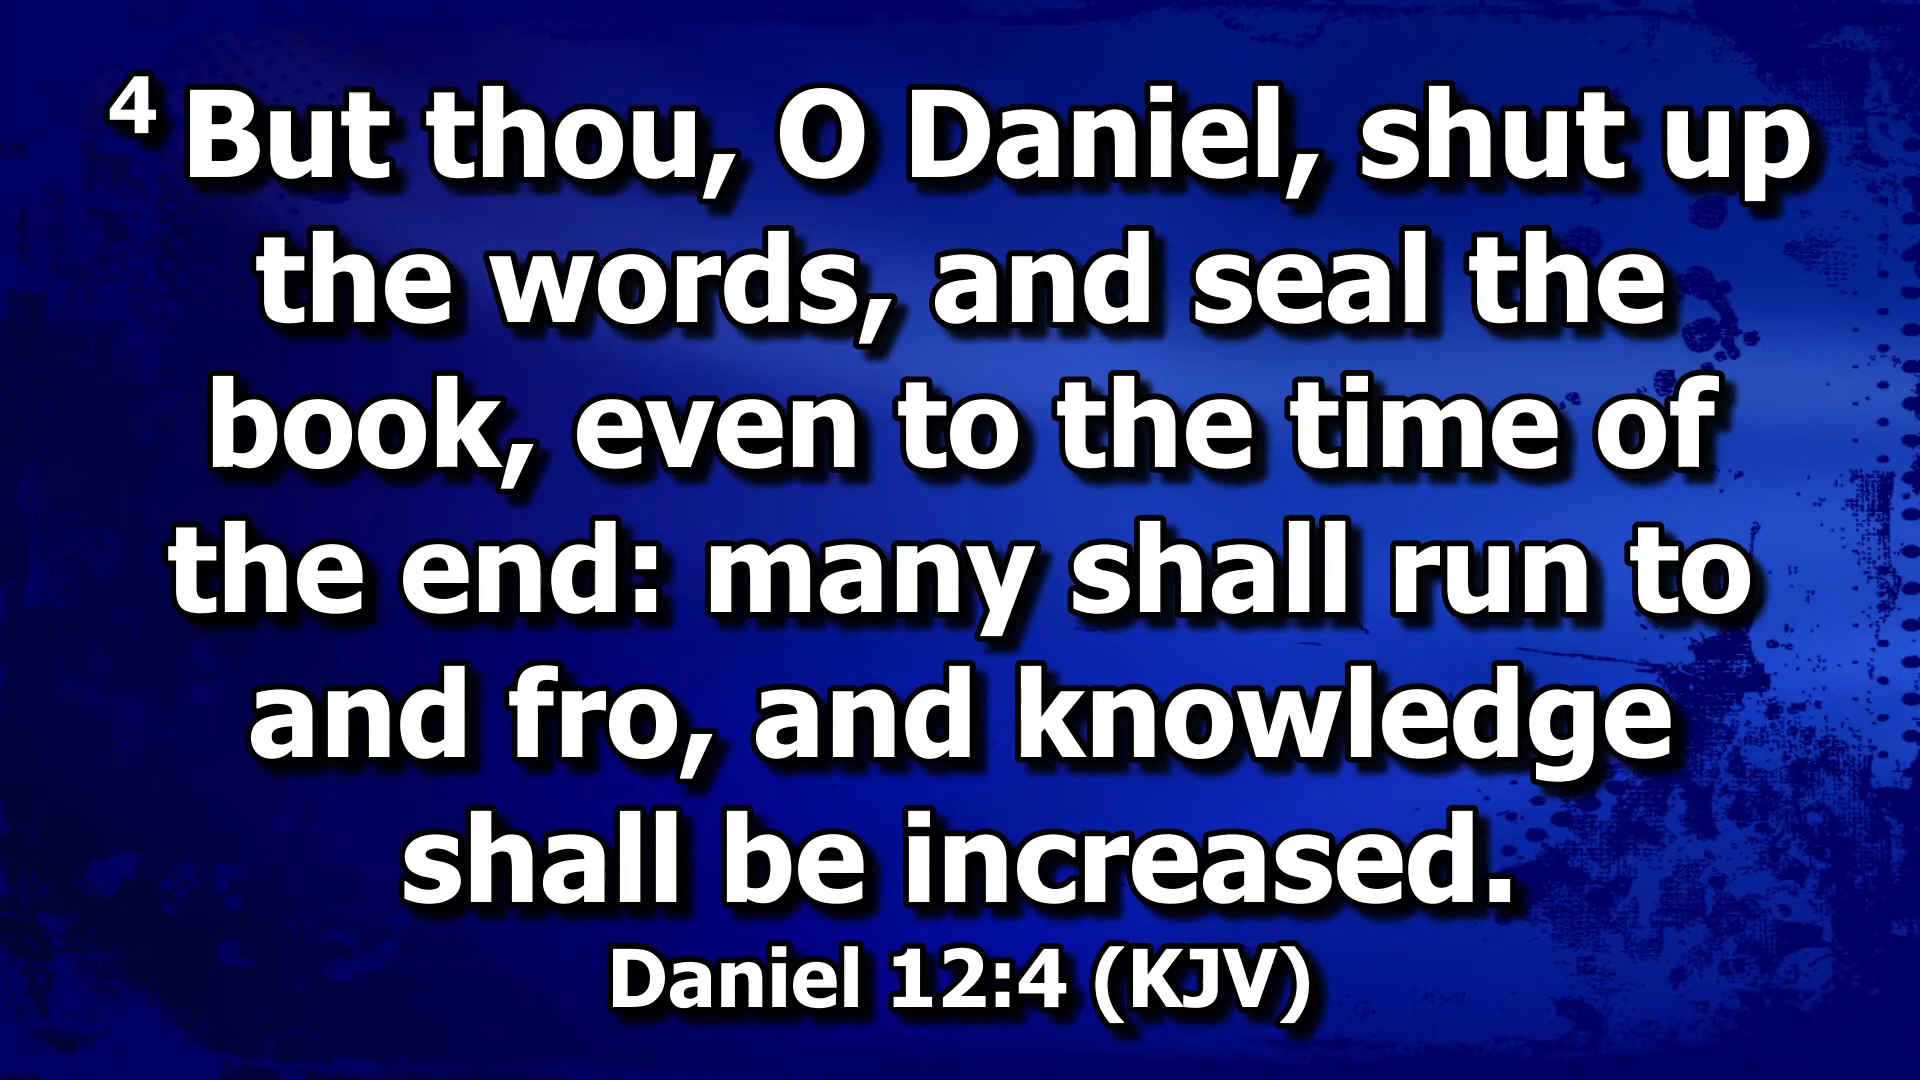 4 But thou, O Daniel, shut up
the words, and seal the
book, even to the time of
the end: many shall run to
and fro, and knowledge
shall be increased.
Daniel 12:4 (KJV)